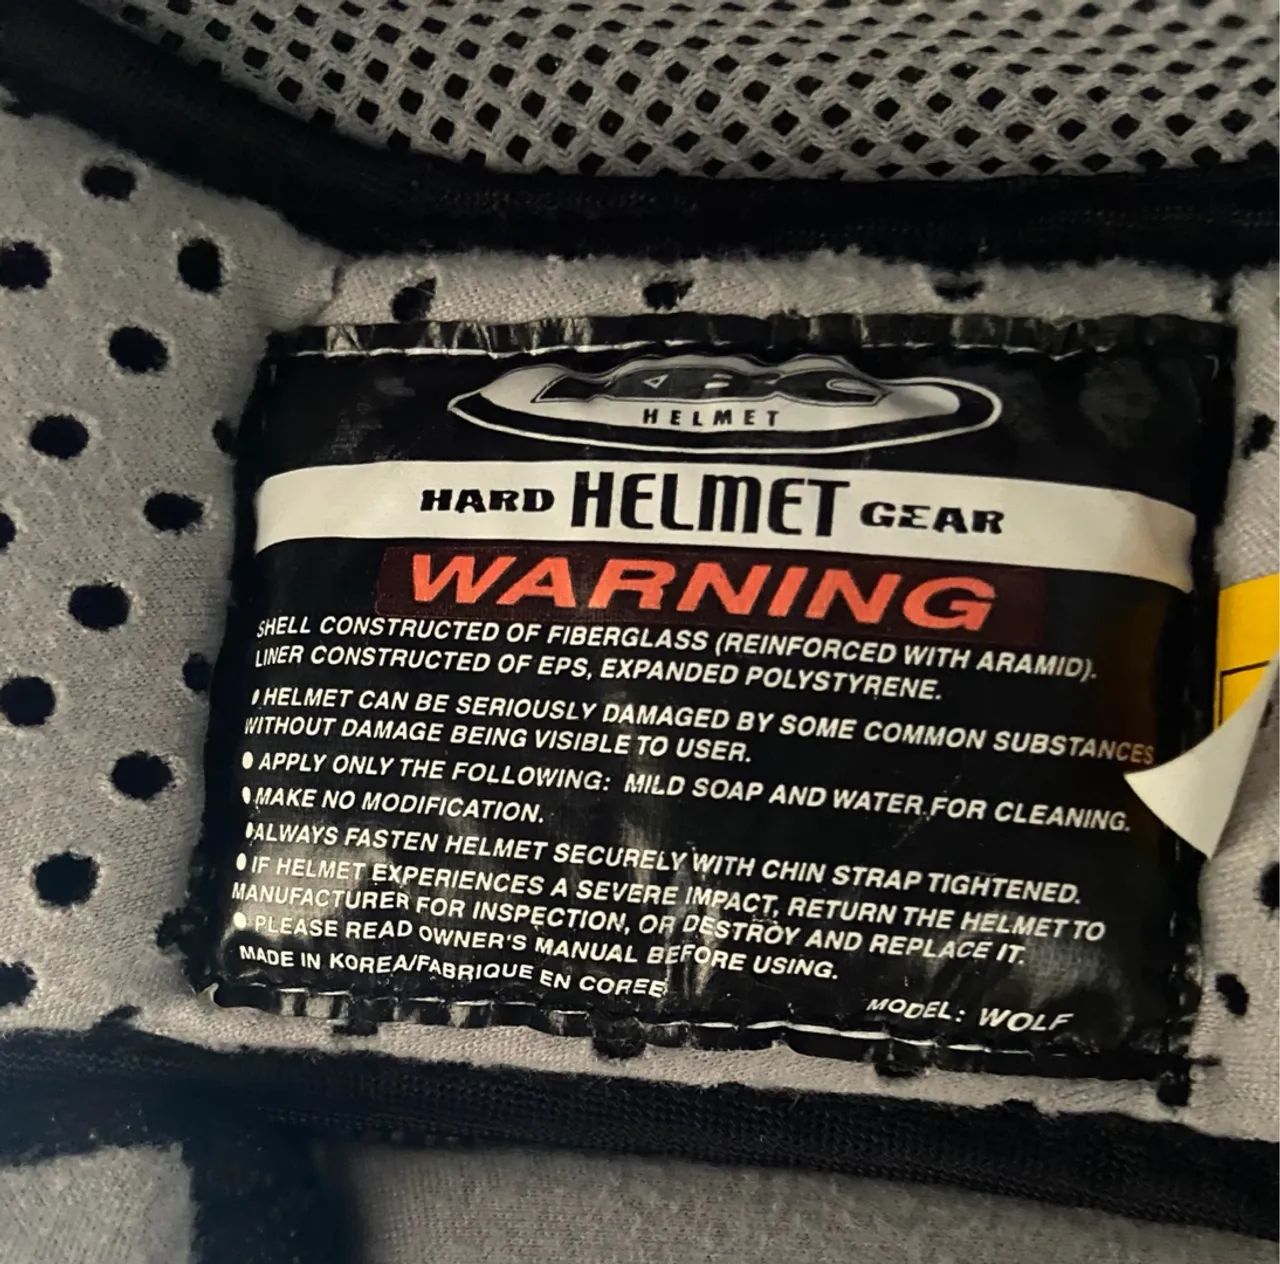 HELMET
HARD HELMET GEAR
WARNING
SHELL CONSTRUCTED OF FIBERGLASS (REINFORCED WITH ARAMID).
LINER CONSTRUCTED OF EPS, EXPANDED POLYSTYRENE.
• HELMET CAN BE SERIOUSLY DAMAGED BY SOME COMMON SUBSTANCES
WITHOUT DAMAGE BEING VISIBLE TO USER.
• APPLY ONLY THE FOLLOWING: MILD SOAP AND WATER FOR CLEANING.
• MAKE NO MODIFICATION.
• ALWAYS FASTEN HELMET SECURELY WITH CHIN STRAP TIGHTENED.
• IF HELMET EXPERIENCES A SEVERE IMPACT, RETURN THE HELMET TO
MANUFACTURER FOR INSPECTION, OR DESTROY AND REPLACE IT.
• PLEASE READ OWNER'S MANUAL BEFORE USING.
MADE IN KOREA/FABRIQUE EN COREE
MODEL: WOLF